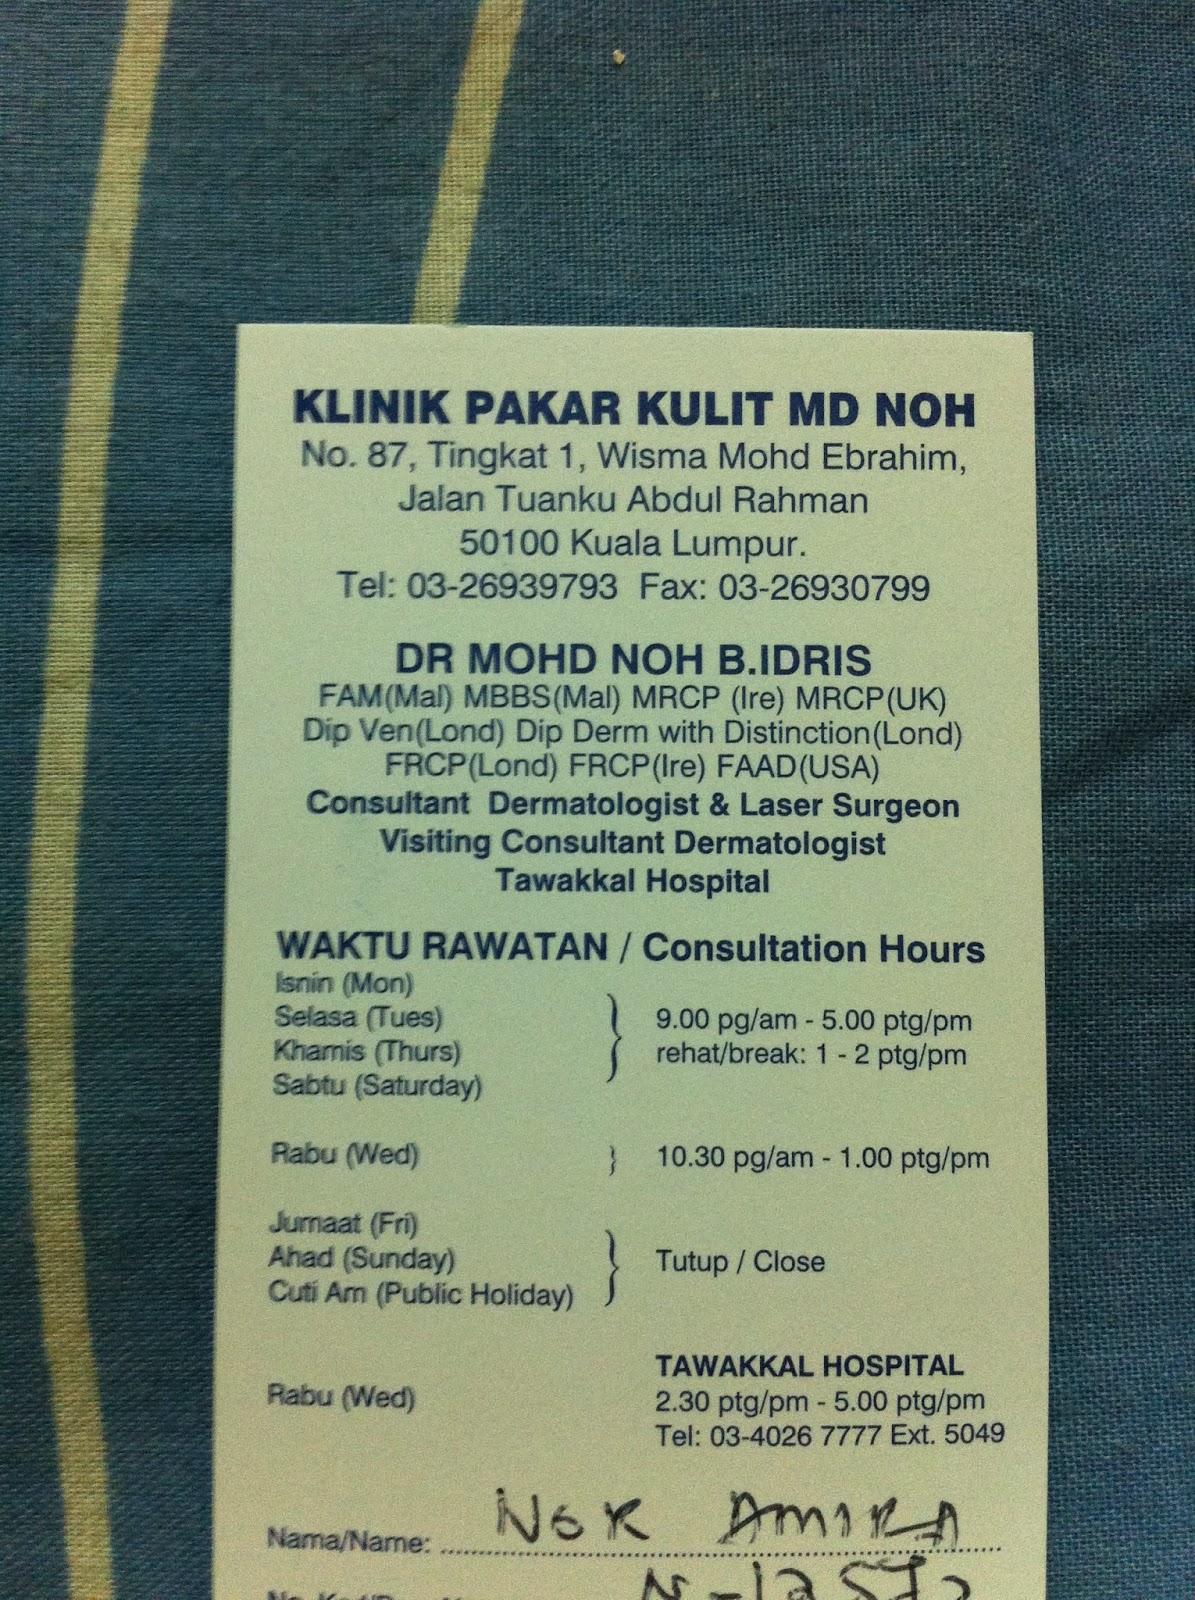 KLINIK PAKAR KULIT MD NOH
No. 87, Tingkat 1, Wisma Mohd Ebrahim,
Jalan Tuanku Abdul Rahman
50100 Kuala Lumpur.
Tel: 03-26939793 Fax: 03-26930799
DR MOHD NOH B.IDRIS
FAM(Mal) MBBS(Mal) MRCP (Ire) MRCP(UK)
Dip Ven(Lond) Dip Derm with Distinction(Lond)
FRCP(Lond) FRCP(Ire) FAAD(USA)
Consultant Dermatologist & Laser Surgeon
Visiting Consultant Dermatologist
Tawakkal Hospital
WAKTU RAWATAN / Consultation Hours
Isnin (Mon)
Selasa (Tues)
Khamis (Thurs)
Sabtu (Saturday)
9.00 pg/am - 5.00 ptg/pm
rehat/break: 1 - 2 ptg/pm
Rabu (Wed) 10.30 pg/am - 1.00 ptg/pm
Jumaat (Fri)
Ahad (Sunday)
Cuti Am (Public Holiday)
Tutup / Close
TAWAKKAL HOSPITAL
Rabu (Wed) 2.30 ptg/pm - 5.00 ptg/pm
Tel: 03-4026 7777 Ext. 5049
Nama/Name: NOR AMIRA